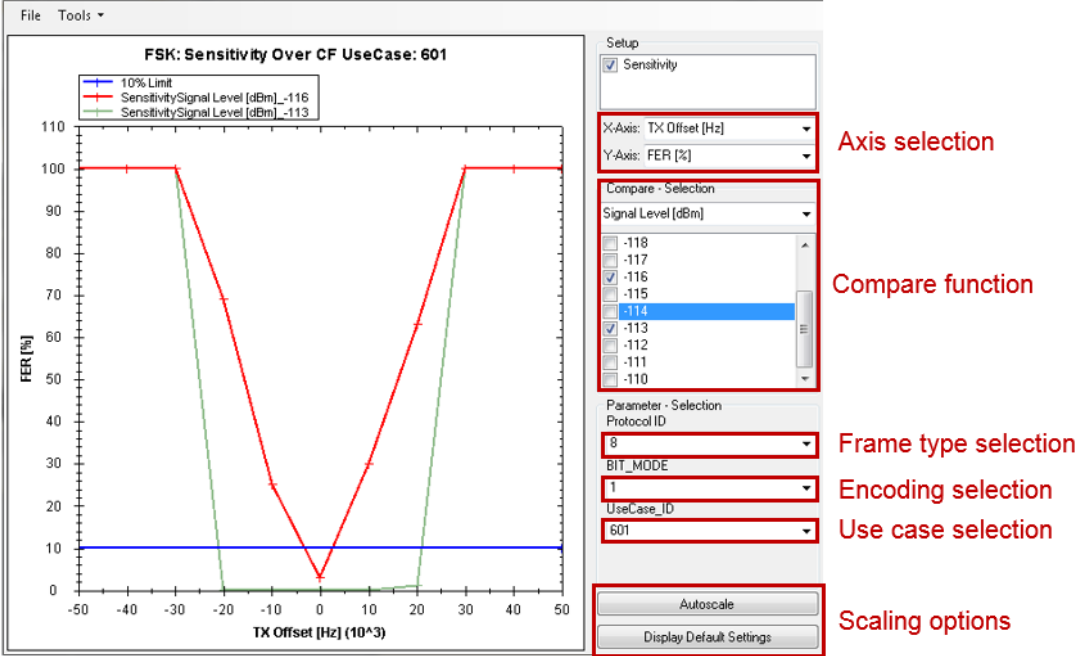 File Tools
FSK: Sensitivity Over CF UseCase: 601
10% Limit
SensitivitySignal Level [dBm]_-116
SensitivitySignal Level [dBm]_-113
110
100
90
80
70
60
50
40
30
20
10
0
FER [%]
-50 -40 -30 -20 -10 0 10 20 30 40 50
TX Offset [Hz] (10^3)
Setup
Sensitivity
X-Axis: TX Offset [Hz]
Y-Axis: FER [%]
Axis selection
Compare - Selection
Signal Level [dBm]
-118
-117
-116
-115
-114
-113
-112
-111
-110
Compare function
Parameter - Selection
Protocol ID
8
Frame type selection
BIT_MODE
1
Encoding selection
UseCase_ID
601
Use case selection
Autoscale
Display Default Settings
Scaling options